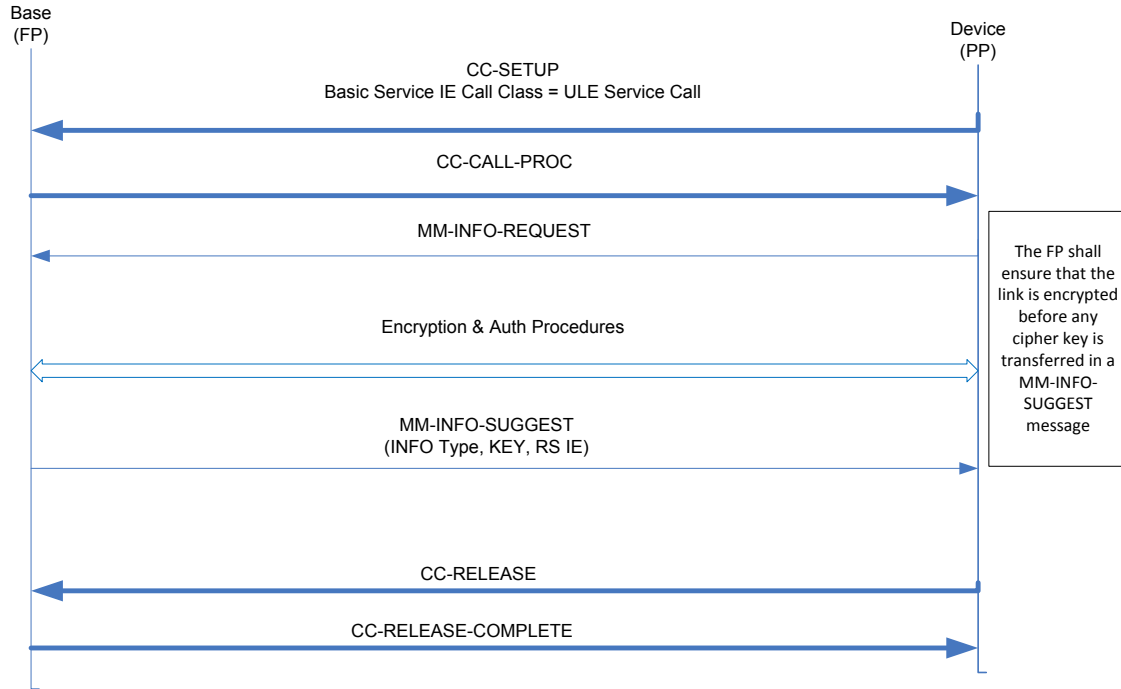 Base
(FP)
Device
(PP)
CC-SETUP
Basic Service IE Call Class = ULE Service Call
CC-CALL-PROC
MM-INFO-REQUEST
The FP shall
ensure that the
link is encrypted
before any
cipher key is
transferred in a
MM-INFO-
SUGGEST
message
Encryption & Auth Procedures
MM-INFO-SUGGEST
(INFO Type, KEY, RS IE)
CC-RELEASE
CC-RELEASE-COMPLETE